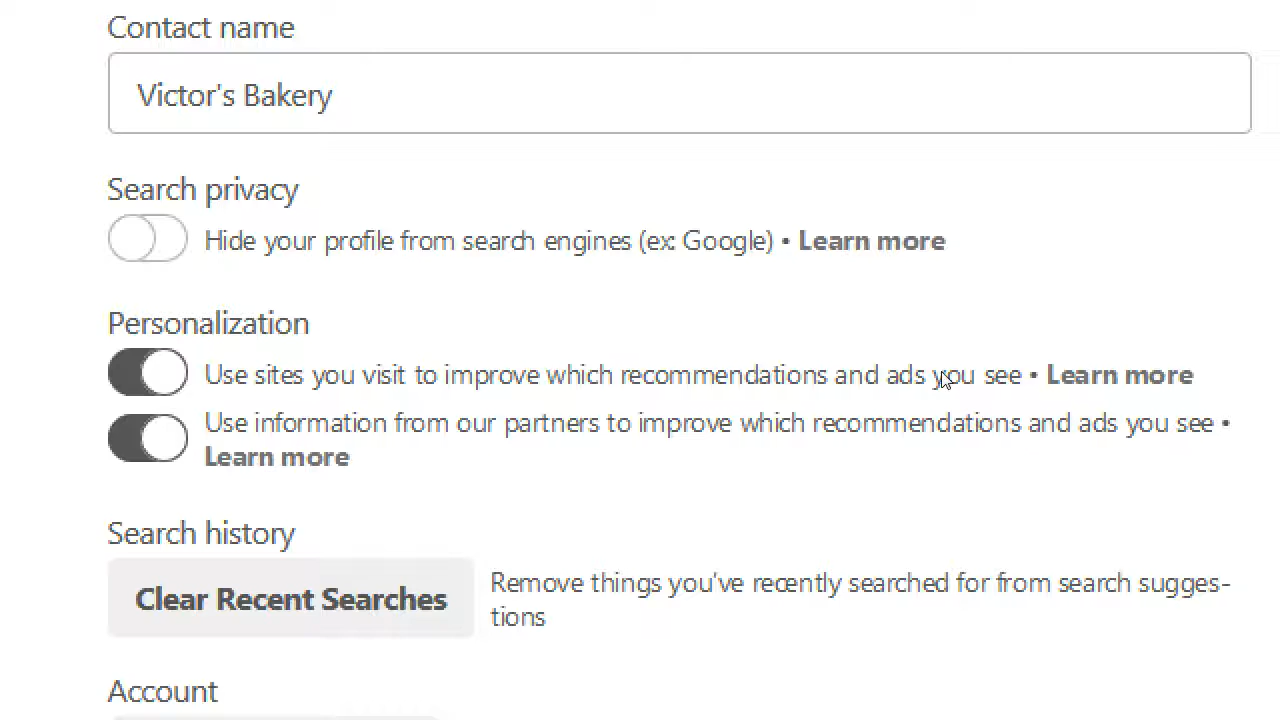 Contact name
Victor's Bakery
Search privacy
Hide your profile from search engines (ex: Google) • Learn more
Personalization
Use sites you visit to improve which recommendations and ads you see • Learn more
Use information from our partners to improve which recommendations and ads you see •
Learn more
Search history
Clear Recent Searches
Remove things you've recently searched for from search sugges-
tions
Account